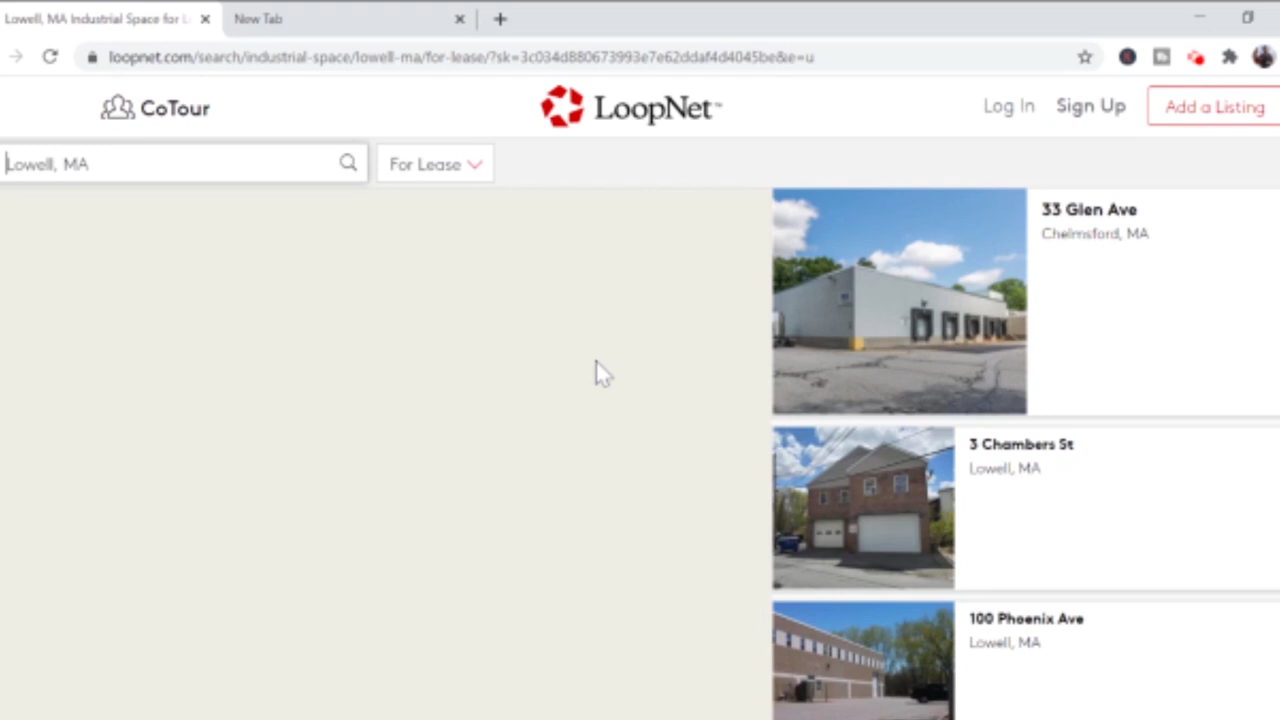 Lowell, MA Industrial Space for L
New Tab
loopnet.com/search/industrial-space/lowell-ma/for-lease/?sk=3c034d880673993e7e62ddaf4d4045be&e=u
CoTour
LoopNet™
Log In
Sign Up
Add a Listing
Lowell, MA
For Lease
33 Glen Ave
Chelmsford, MA
3 Chambers St
Lowell, MA
100 Phoenix Ave
Lowell, MA